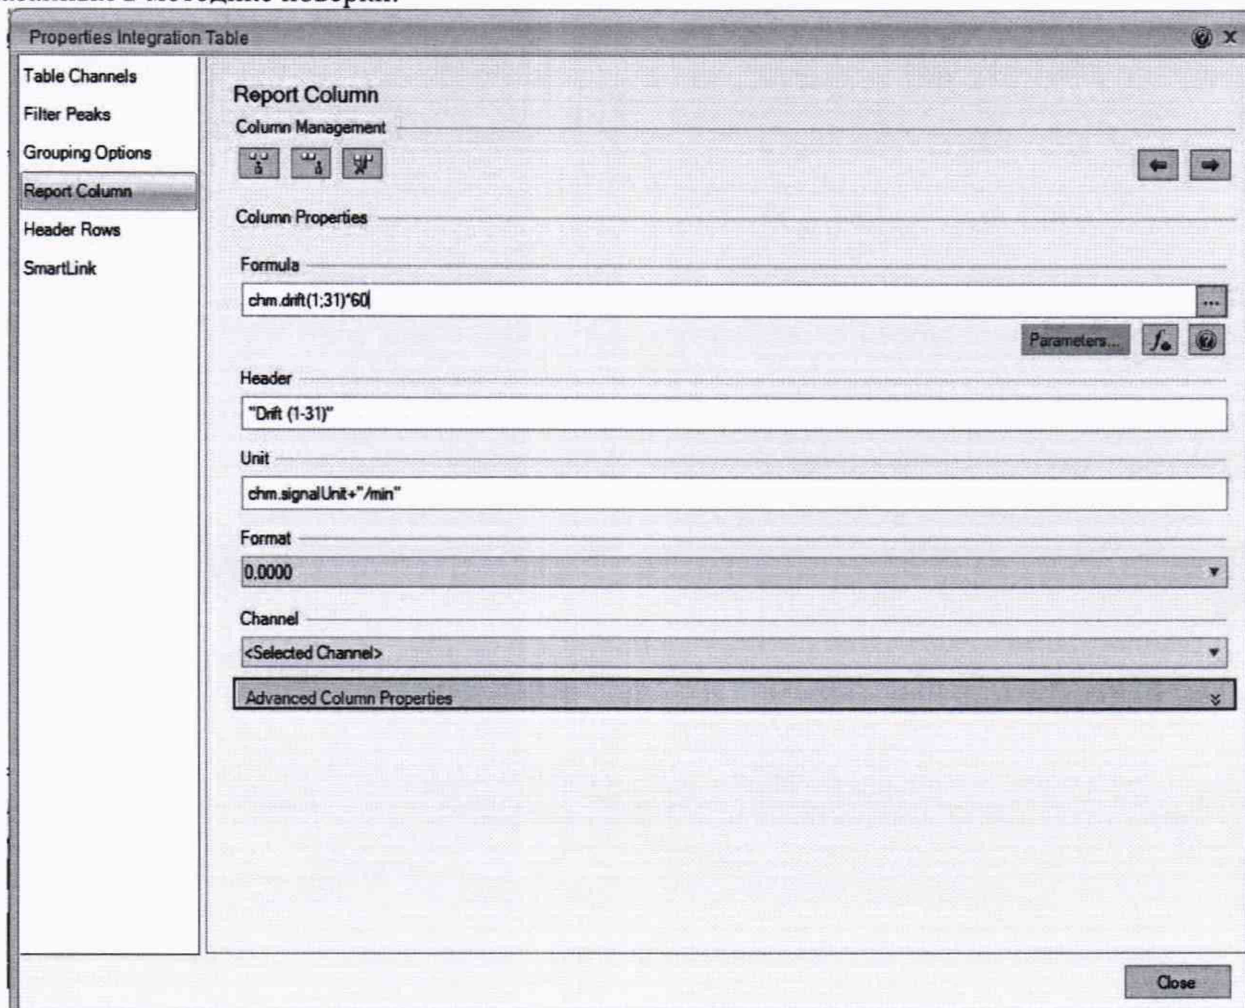 в методике поверки.
Properties Integration Table
Table Channels
Filter Peaks
Grouping Options
Report Column
Header Rows
SmartLink
Report Column
Column Management
Column Properties
Formula
chm.drift(1;31)*60
...
Parameters...
Header
"Drift (1-31)"
Unit
chm.signalUnit+"/min"
Format
0.0000
Channel
<Selected Channel>
Advanced Column Properties
Close